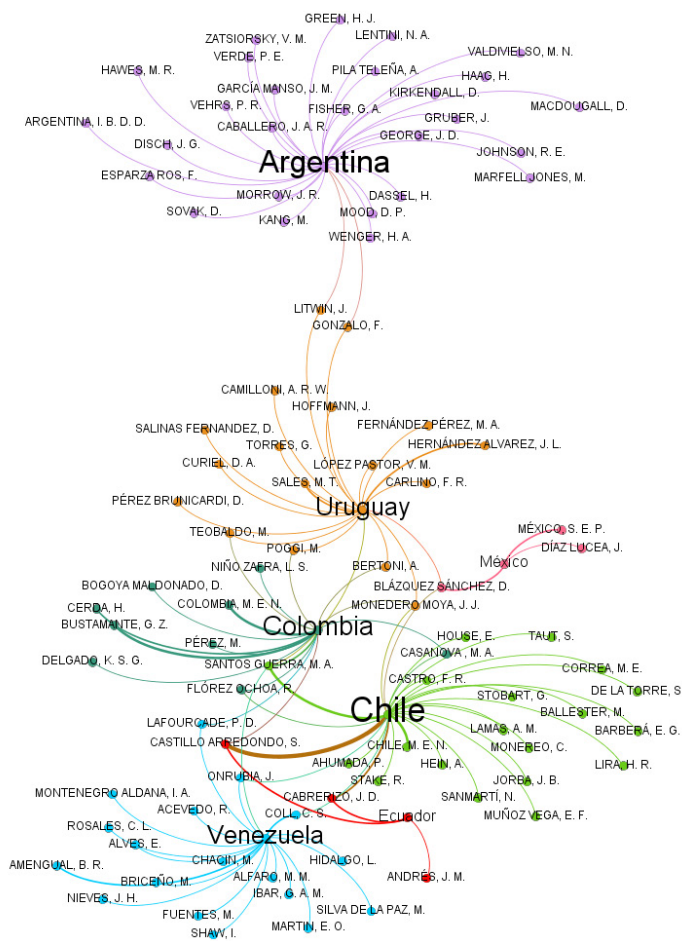 GREEN, H. J.
LENTINI, N. A.
ZATSIORSKY, V. M.
VALDIVIELSO, M. N.
VERDE, P. E.
HAWES, M. R.
PILA TELEÑA, A.
HAAG, H.
GARCÍA MANSO, J. M.
KIRKENDALL, D.
VEHRS, P. R.
FISHER, G. A.
MACDOUGALL, D.
ARGENTINA, I. B. D. D.
CABALLERO, J. A. R.
GRUBER, J.
GEORGE, J. D.
DISCH, J. G.
JOHNSON, R. E.
Argentina
ESPARZA ROS, F.
MARFELLJONES, M.
MORROW, J. R.
DASSEL, H.
SOVAK, D.
KANG, M.
MOOD, D. P.
WENGER, H. A.
LITWIN, J.
GONZALO, F.
CAMILLONI, A. R. W.
HOFFMANN, J.
SALINAS FERNANDEZ, D.
FERNÁNDEZ PÉREZ, M. A.
TORRES, G.
HERNÁNDEZ ALVAREZ, J. L.
CURIEL, D. A.
LÓPEZ PASTOR, V. M.
SALES, M. T.
CARLINO, F. R.
PÉREZ BRUNICARDI, D.
Uruguay
TEOBALDO, M.
MÉXICO, S. E. P.
POGGI, M.
DÍAZ LUCEA, J.
México
NIÑO ZAFRA, L. S.
BERTONI, A.
BOGOYA MALDONADO, D.
BLÁZQUEZ SÁNCHEZ, D.
CERDA, H.
COLOMBIA, M. E. N.
MONEDERO MOYA, J. J.
BUSTAMANTE, G. Z.
Colombia
HOUSE, E.
TAUT, S.
PÉREZ, M.
CASANOVA , M. A.
DELGADO, K. S. G.
SANTOS GUERRA, M. A.
CORREA, M. E.
CASTRO, F. R.
FLÓREZ OCHOA, R.
STOBART, G.
DE LA TORRE, S
Chile
BALLESTER, M.
LAFOURCADE, P. D.
LAMAS, A. M.
BARBERÁ, E. G.
CASTILLO ARREDONDO, S.
CHILE, M. E. N.
MONEREO, C.
AHUMADA, P.
HEIN, A.
LIRA, H. R.
ONRUBIA, J.
STAKE, R.
JORBA, J. B.
MONTENEGRO ALDANA, I. A.
CABRERIZO, J. D.
SANMARTÍ, N.
ACEVEDO, R.
COLL, C. S.
Ecuador
MUÑOZ VEGA, E. F.
ROSALES, C. L.
Venezuela
ALVES, E.
AMENGUAL, B. R.
CHACÍN, M.
HIDALGO, L.
BRICEÑO, M.
ALFARO, M. M.
ANDRÉS, J. M.
NIEVES, J. H.
IBAR, G. A. M.
FUENTES, M.
SILVA DE LA PAZ, M.
SHAW, I.
MARTIN, E. O.